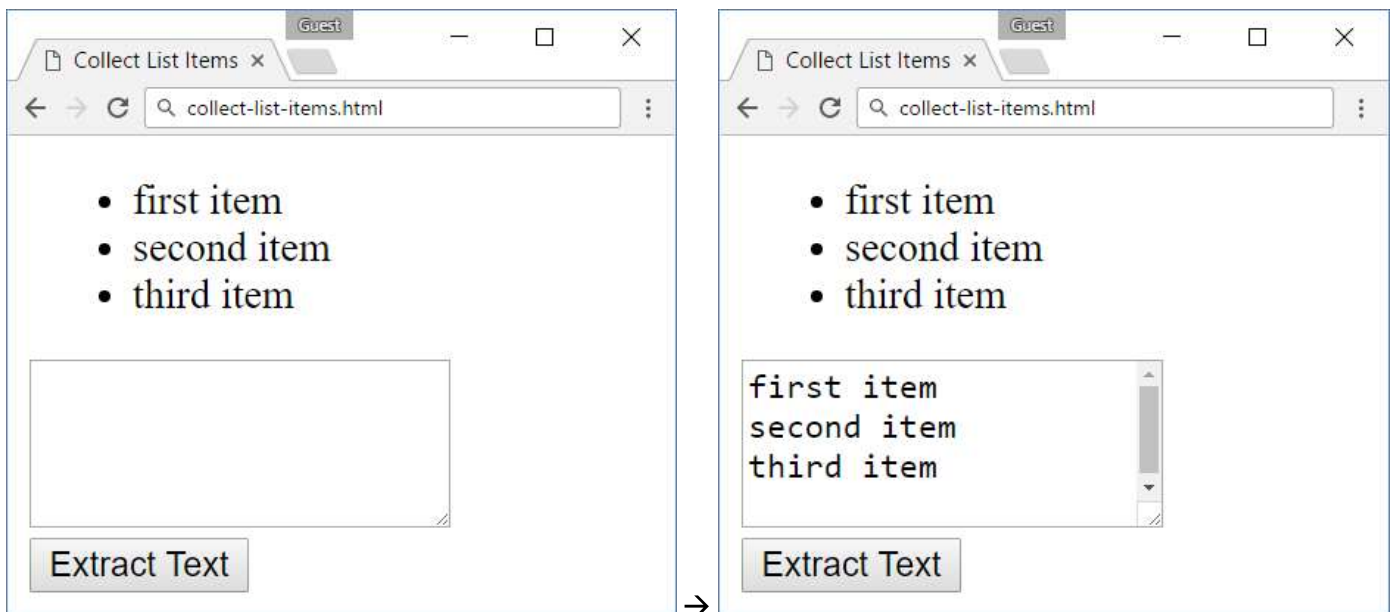 Guest
Collect List Items
collect-list-items.html
• first item
• second item
• third item
Extract Text
→
Guest
Collect List Items
collect-list-items.html
• first item
• second item
• third item
first item
second item
third item
Extract Text